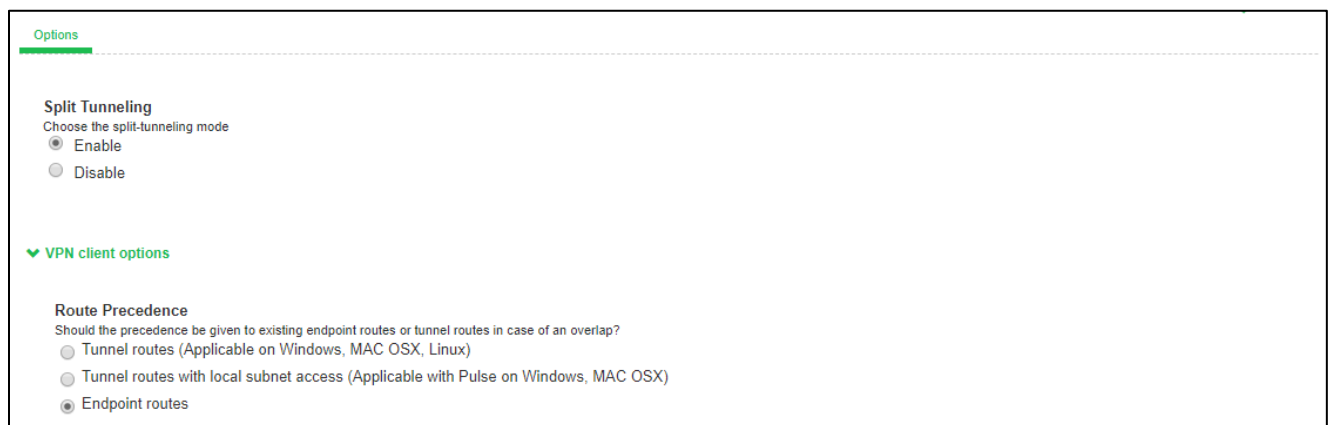 Options
Split Tunneling
Choose the split-tunneling mode
Enable
Disable
VPN client options
Route Precedence
Should the precedence be given to existing endpoint routes or tunnel routes in case of an overlap?
Tunnel routes (Applicable on Windows, MAC OSX, Linux)
Tunnel routes with local subnet access (Applicable with Pulse on Windows, MAC OSX)
Endpoint routes